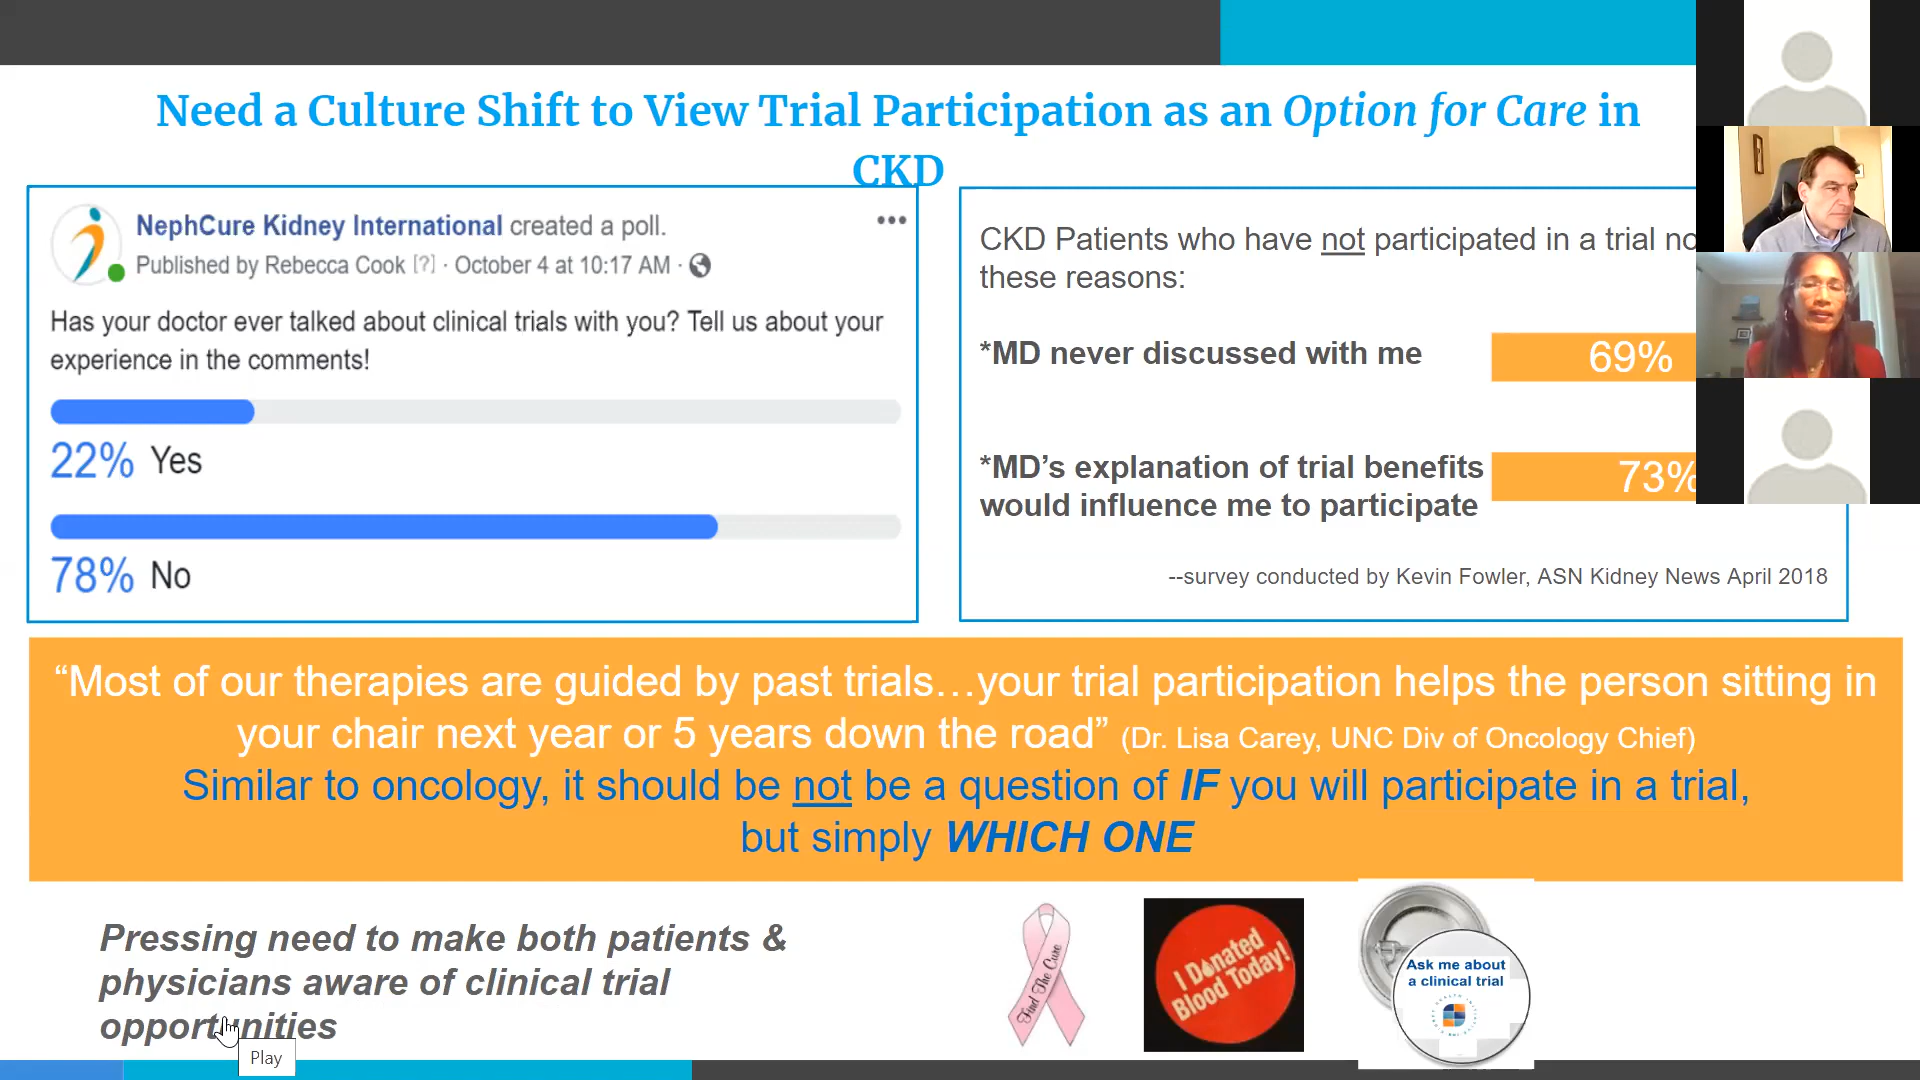 Need a Culture Shift to View Trial Participation as an Option for Care in
CKD
NephCure Kidney International created a poll.
Published by Rebecca Cook [?] · October 4 at 10:17 AM ·
Has your doctor ever talked about clinical trials with you? Tell us about your
experience in the comments!
22% Yes
78% No
CKD Patients who have not participated in a trial
these reasons:
*MD never discussed with me
69%
*MD’s explanation of trial benefits
would influence me to participate
73%
--survey conducted by Kevin Fowler, ASN Kidney News April 2018
“Most of our therapies are guided by past trials…your trial participation helps the person sitting in
your chair next year or 5 years down the road” (Dr. Lisa Carey, UNC Div of Oncology Chief)
Similar to oncology, it should be not be a question of IF you will participate in a trial,
but simply WHICH ONE
Pressing need to make both patients &
physicians aware of clinical trial
opportunities
Play
Find The Cure
I Donated
Blood Today!
Ask me about
a clinical trial